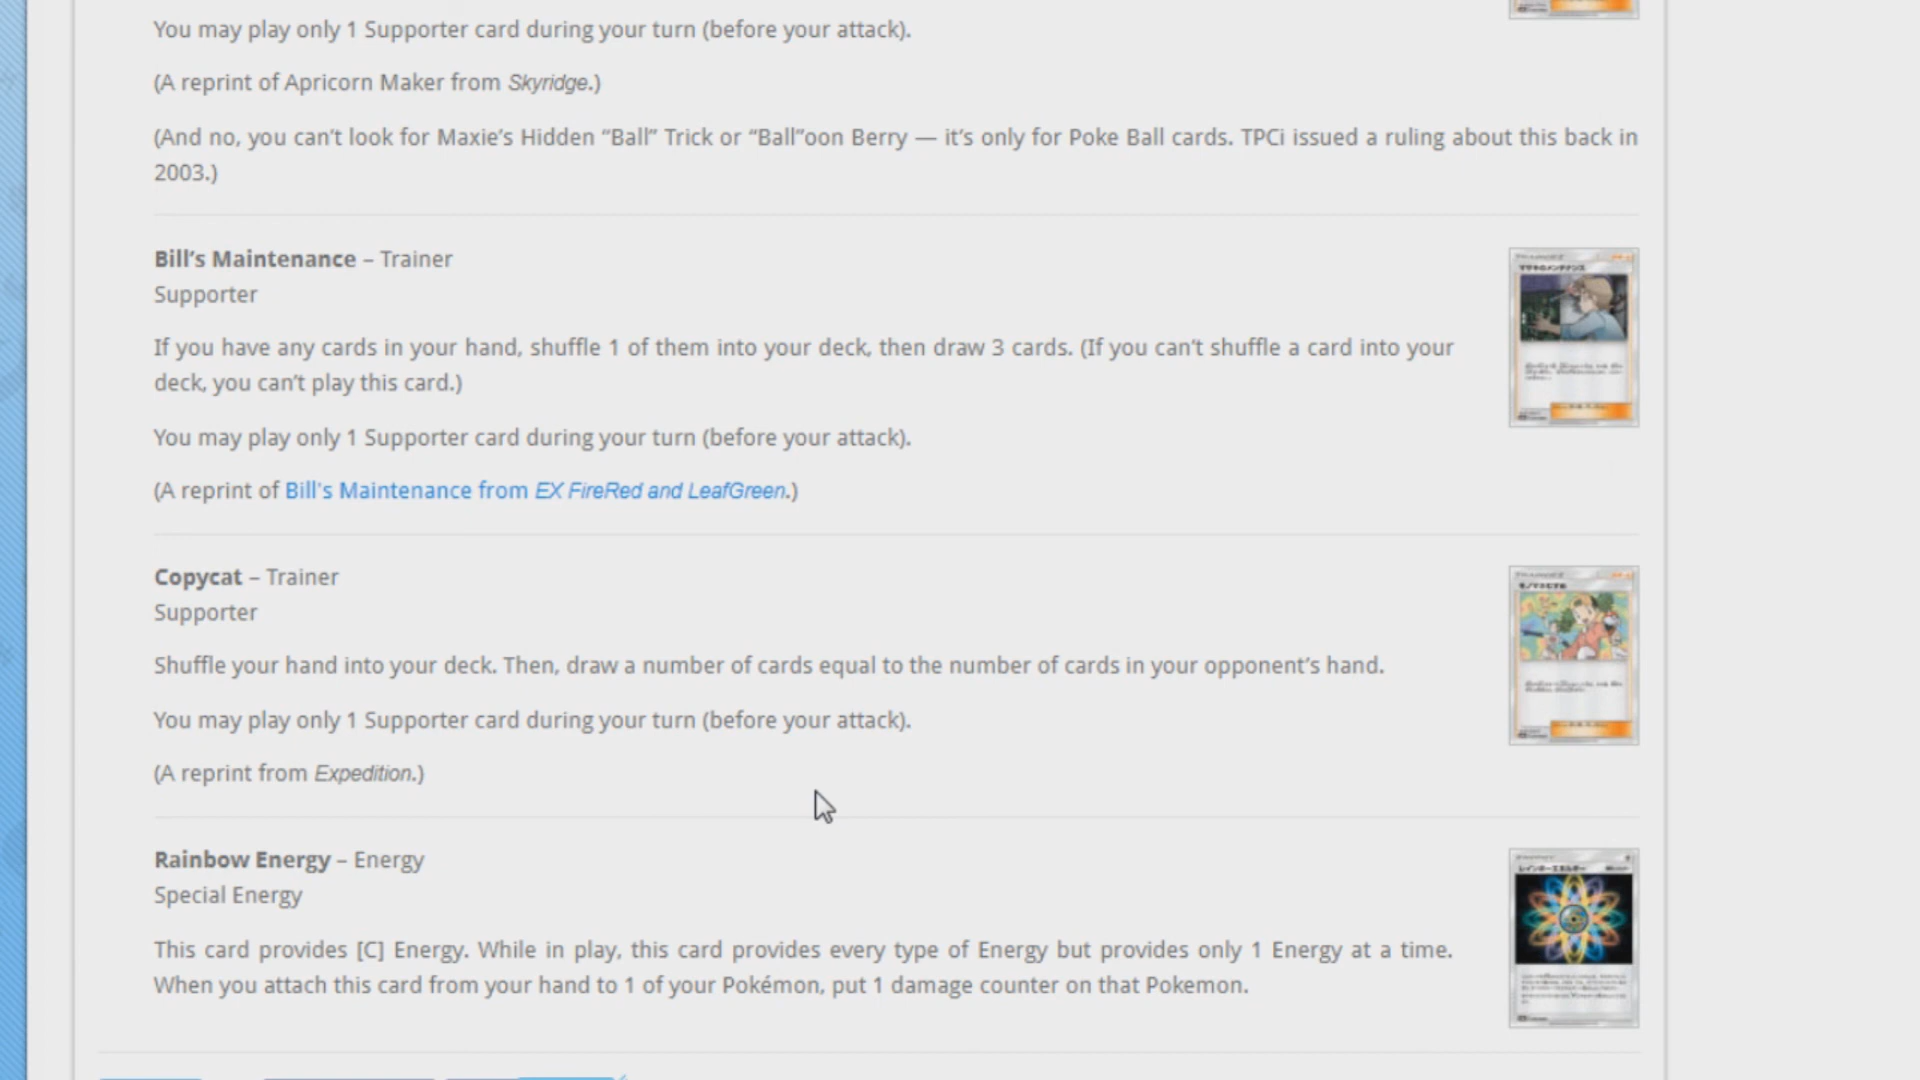 You may play only 1 Supporter card during your turn (before your attack).
(A reprint of Apricorn Maker from Skyridge.)
(And no, you can't look for Maxie's Hidden “Ball” Trick or “Ball”oon Berry — it's only for Poke Ball cards. TPCi issued a ruling about this back in
2003.)
Bill's Maintenance – Trainer
Supporter
If you have any cards in your hand, shuffle 1 of them into your deck, then draw 3 cards. (If you can't shuffle a card into your
deck, you can't play this card.)
You may play only 1 Supporter card during your turn (before your attack).
(A reprint of Bill's Maintenance from EX FireRed and LeafGreen.)
Copycat – Trainer
Supporter
Shuffle your hand into your deck. Then, draw a number of cards equal to the number of cards in your opponent's hand.
You may play only 1 Supporter card during your turn (before your attack).
(A reprint from Expedition.)
Rainbow Energy – Energy
Special Energy
This card provides [C] Energy. While in play, this card provides every type of Energy but provides only 1 Energy at a time.
When you attach this card from your hand to 1 of your Pokémon, put 1 damage counter on that Pokemon.